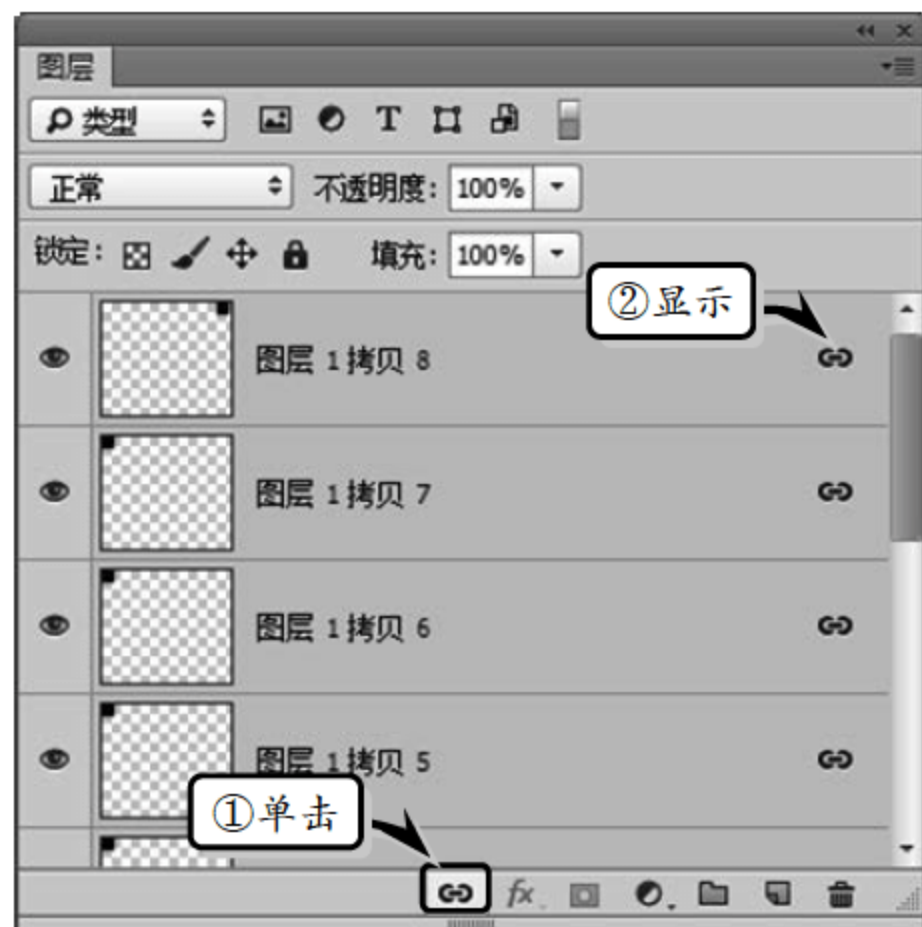 图层
类型
正常 不透明度: 100%
锁定: 填充: 100%
②显示
图层 1 拷贝 8
图层 1 拷贝 7
图层 1 拷贝 6
图层 1 拷贝 5
①单击
fx